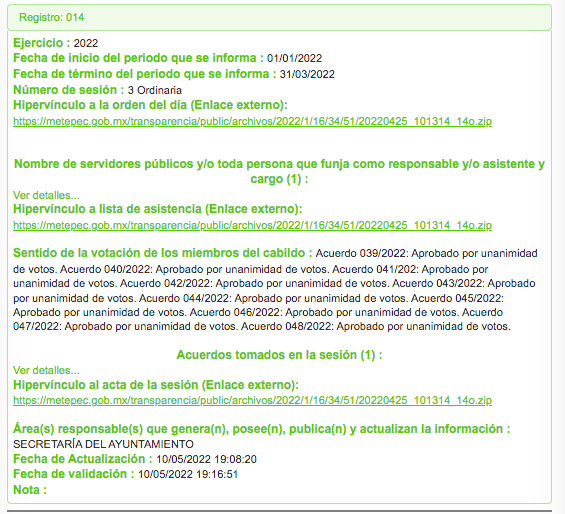 Registro: 014
Ejercicio : 2022
Fecha de inicio del periodo que se informa : 01/01/2022
Fecha de término del periodo que se informa : 31/03/2022
Número de sesión : 3 Ordinaria
Hipervínculo a la orden del día (Enlace externo):
https://metepec.gob.mx/transparencia/public/archivos/2022/1/16/34/51/20220425_101314_14o.zip
Nombre de servidores públicos y/o toda persona que funja como responsable y/o asistente y
cargo (1) :
Ver detalles...
Hipervínculo a lista de asistencia (Enlace externo):
https://metepec.gob.mx/transparencia/public/archivos/2022/1/16/34/51/20220425_101314_14o.zip
Sentido de la votación de los miembros del cabildo : Acuerdo 039/2022: Aprobado por unanimidad
de votos. Acuerdo 040/2022: Aprobado por unanimidad de votos. Acuerdo 041/202: Aprobado por
unanimidad de votos. Acuerdo 042/2022: Aprobado por unanimidad de votos. Acuerdo 043/2022: Aprobado
por unanimidad de votos. Acuerdo 044/2022: Aprobado por unanimidad de votos. Acuerdo 045/2022:
Aprobado por unanimidad de votos. Acuerdo 046/2022: Aprobado por unanimidad de votos. Acuerdo
047/2022: Aprobado por unanimidad de votos. Acuerdo 048/2022: Aprobado por unanimidad de votos.
Acuerdos tomados en la sesión (1) :
Ver detalles...
Hipervínculo al acta de la sesión (Enlace externo):
https://metepec.gob.mx/transparencia/public/archivos/2022/1/16/34/51/20220425_101314_14o.zip
Área(s) responsable(s) que genera(n), posee(n), publica(n) y actualizan la información :
SECRETARÍA DEL AYUNTAMIENTO
Fecha de Actualización : 10/05/2022 19:08:20
Fecha de validación : 10/05/2022 19:16:51
Nota :